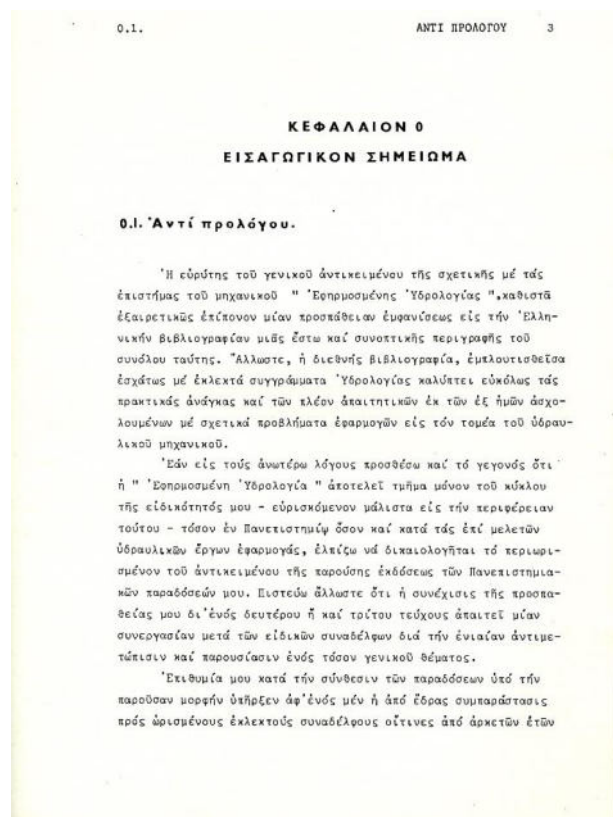 0.1.
ΑΝΤΙ ΠΡΟΛΟΓΟΥ 3
ΚΕΦΑΛΑΙΟΝ 0
ΕΙΣΑΓΩΓΙΚΟΝ ΣΗΜΕΙΩΜΑ
0.1. Ἀντί προλόγου.
Ἡ εὐρύτης τοῦ γενικοῦ ἀντικειμένου τῆς σχετικῆς μέ τάς
ἐπιστήμας τοῦ μηχανικοῦ " Ἐφηρμοσμένης Ὑδρολογίας ",καθιστᾶ
ἐξαιρετικῶς ἐπίπονον μίαν προσπάθειαν ἐμφανίσεως εἰς τήν Ἑλλη-
νικήν βιβλιογραφίαν μιᾶς ἔστω καί συνοπτικῆς περιγραφῆς τοῦ
συνόλου ταύτης. Ἄλλωστε, ἡ διεθνής βιβλιογραφία, ἐμπλουτισθεῖσα
ἐσχάτως μέ ἐκλεκτά συγγράμματα Ὑδρολογίας καλύπτει εὐκόλως τάς
πρακτικάς ἀνάγκας καί τῶν πλέον ἀπαιτητικῶν ἐκ τῶν ἐξ ἡμῶν ἀσχο-
λουμένων μέ σχετικά προβλήματα ἐφαρμογῶν εἰς τόν τομέα τοῦ ὑδραυ-
λικοῦ μηχανικοῦ.
Ἐάν εἰς τούς ἀνωτέρω λόγους προσθέσω καί τό γεγονός ὅτι
ἡ " Ἐφηρμοσμένη Ὑδρολογία " ἀποτελεῖ τμῆμα μόνον τοῦ κύκλου
τῆς εἰδικότητός μου - εὑρισκόμενον μάλιστα εἰς τήν περιφέρειαν
τούτου - τόσον ἐν Πανεπιστημίῳ ὅσον καί κατά τάς ἐπί μελετῶν
ὑδραυλικῶν ἔργων ἐφαρμογάς, ἐλπίζω νά δικαιολογῆται τό περιωρι-
σμένον τοῦ ἀντικειμένου τῆς παρούσης ἐκδόσεως τῶν Πανεπιστημια-
κῶν παραδόσεών μου. Πιστεύω ἄλλωστε ὅτι ἡ συνέχισις τῆς προσπα-
θείας μου δι'ἑνός δευτέρου ἤ καί τρίτου τεύχους ἀπαιτεῖ μίαν
συνεργασίαν μετά τῶν εἰδικῶν συναδέλφων διά τήν ἑνιαίαν ἀντιμε-
τώπισιν καί παρουσίασιν ἑνός τόσον γενικοῦ θέματος.
Ἐπιθυμία μου κατά τήν σύνθεσιν τῶν παραδόσεων ὑπό τήν
παροῦσαν μορφήν ὑπῆρξεν ἀφ'ἑνός μέν ἡ ἀπό ἕδρας συμπαράστασις
πρός ὡρισμένους ἐκλεκτούς συναδέλφους οἵτινες ἀπό ἀρκετῶν ἐτῶν